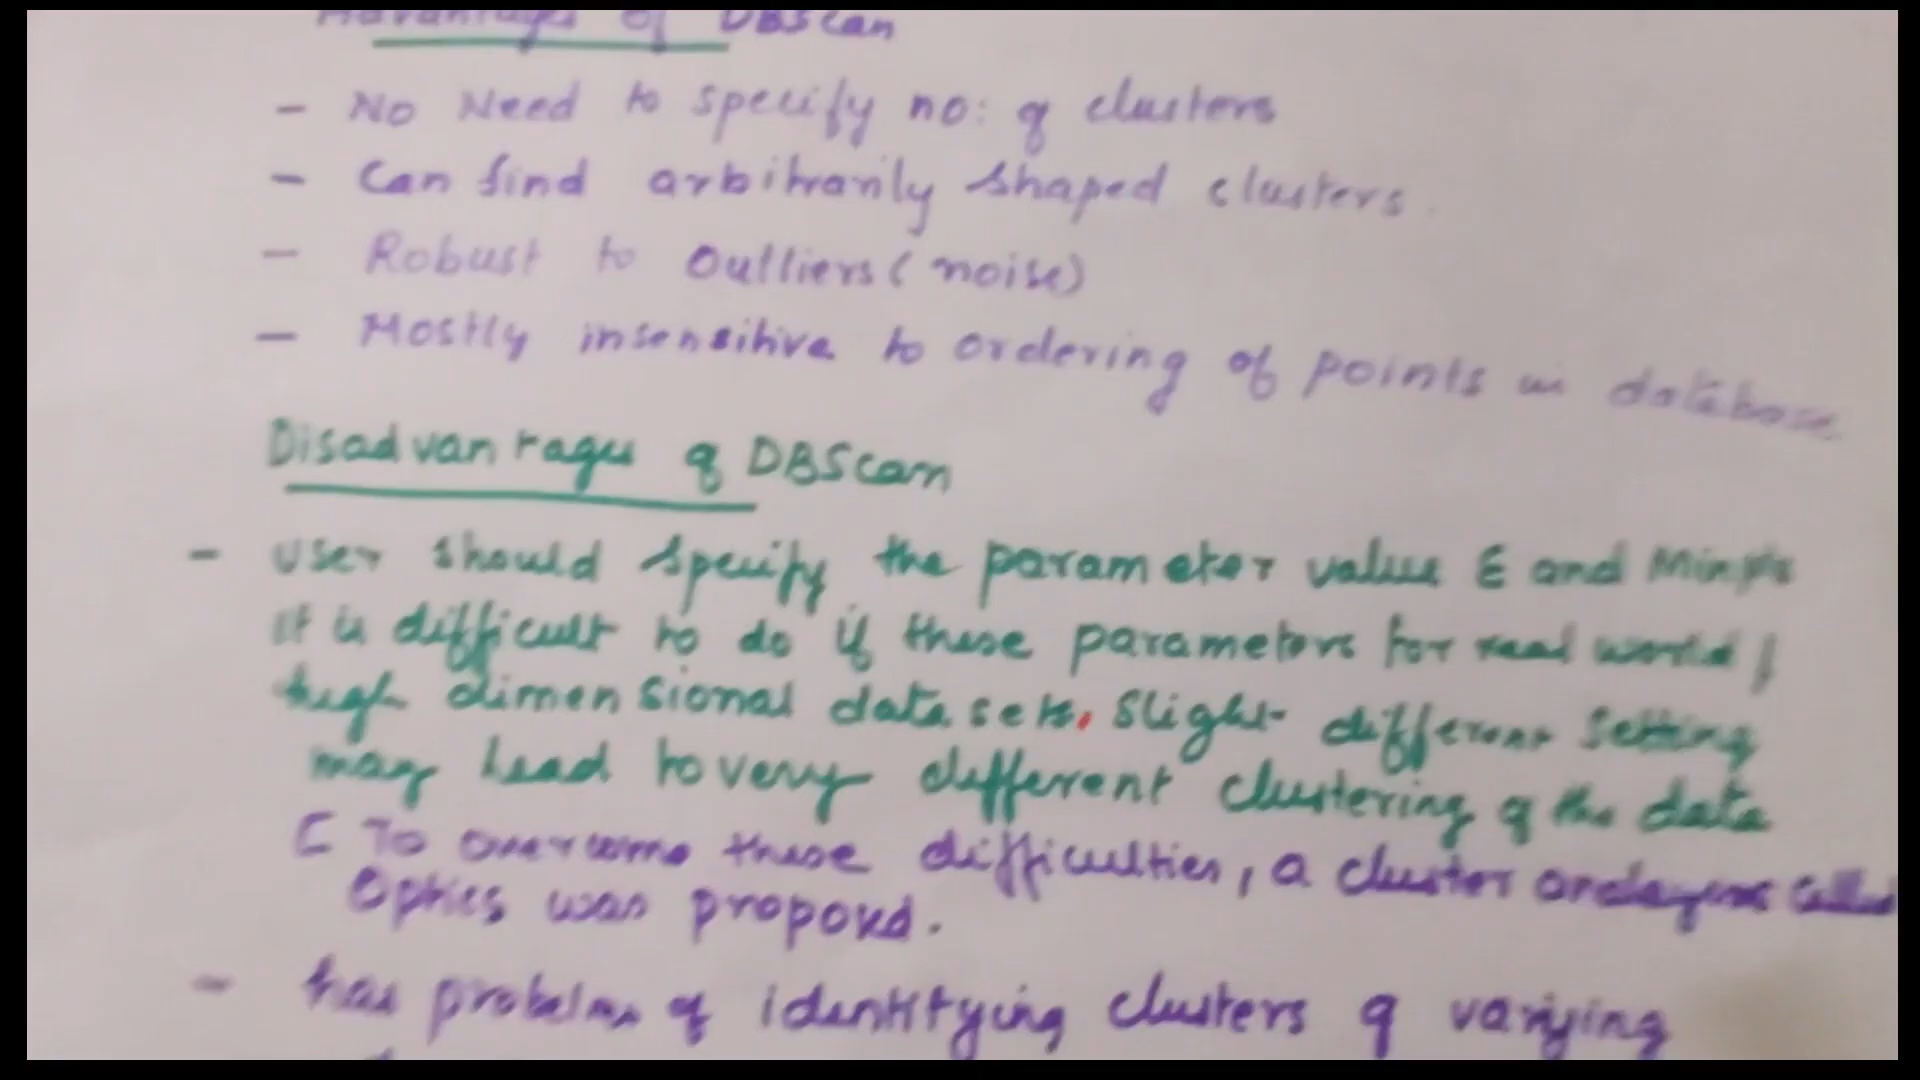 Advantages of DBScan
- No Need to specify no: of clusters
- Can find arbitrarily shaped clusters.
- Robust to Outliers (noise)
- Mostly insensitive to ordering of points in database.
Disadvantages of DBScan
- User should specify the parameter value ε and Minpts
It is difficult to do if these parameters for real world,
high dimensional data sets. Slight different Setting
may lead to very different clustering of the data
[ To overcome these difficulties, a cluster called
Optics was proposed.
- has problem of identifying clusters of varying